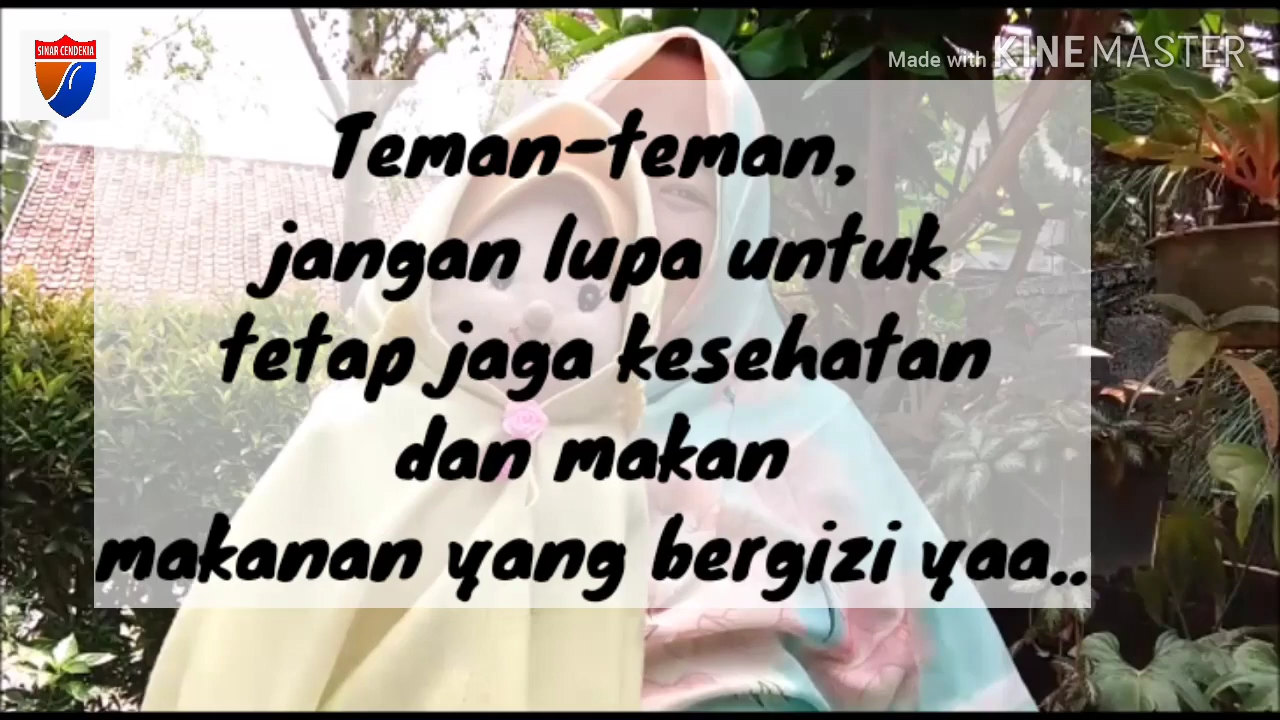 SINAR CENDEKIA
Made with KINEMASTER
Teman-teman,
jangan lupa untuk
tetap jaga kesehatan
dan makan
makanan yang bergizi yaa..